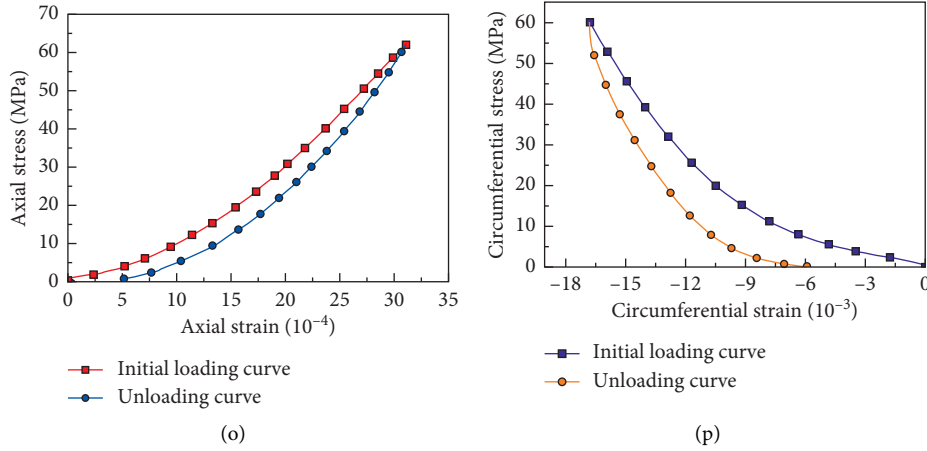 70
60
50
40
30
20
10
0
Axial stress (MPa)
0 5 10 15 20 25 30 35
Axial strain (10⁻⁴)
Initial loading curve
Unloading curve
(o)
60
50
40
30
20
10
0
Circumferential stress (MPa)
−18 −15 −12 −9 −6 −3 0
Circumferential strain (10⁻³)
Initial loading curve
Unloading curve
(p)